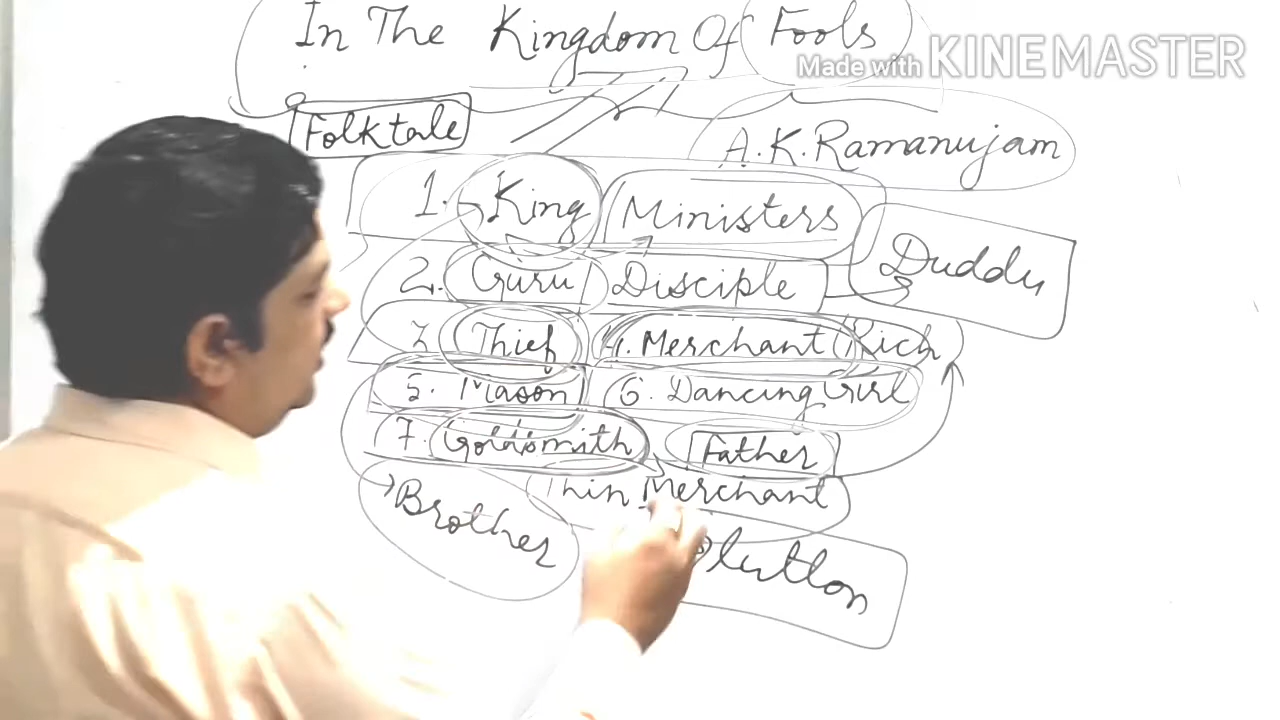 In The Kingdom Of Fools
Made with KINEMASTER
Folktale
A.K.Ramanujam
1. King Ministers
2. Guru Disciple
Duddu
3 Thief 4. Merchant Rich
5. Mason 6. Dancing Girl
7. Goldsmith Father
Brother
Thin Merchant